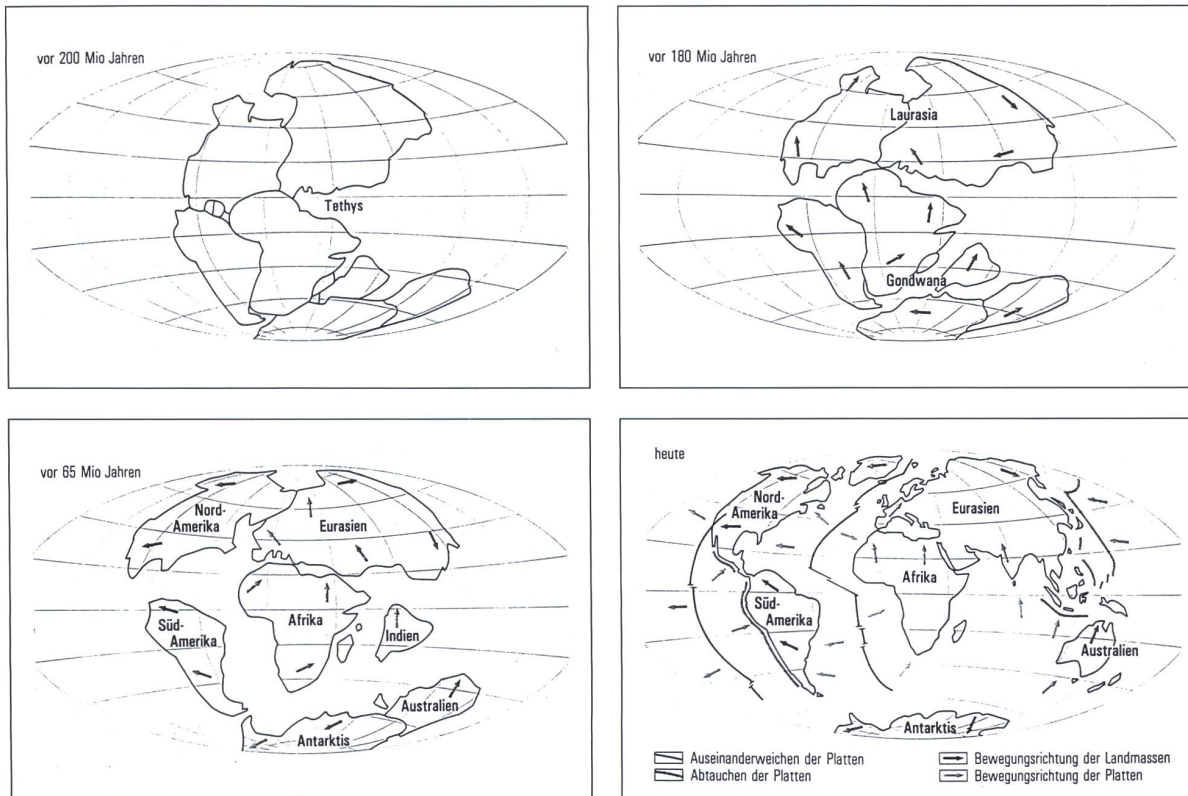 vor 200 Mio Jahren
Tethys
vor 180 Mio Jahren
Laurasia
Gondwana
vor 65 Mio Jahren
Nord-
Amerika
Eurasien
Süd-
Amerika
Afrika
Indien
Australien
Antarktis
heute
Nord-
Amerika
Eurasien
Afrika
Süd-
Amerika
Australien
Antarktis
Auseinanderweichen der Platten
Abtauchen der Platten
Bewegungsrichtung der Landmassen
Bewegungsrichtung der Platten